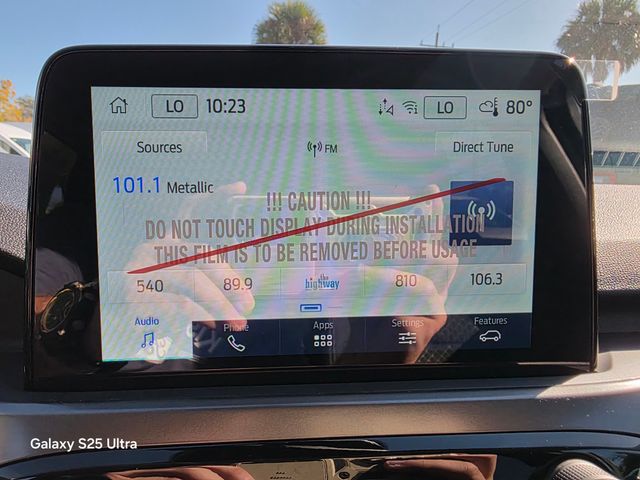 LO 10:23 LO 80°
Sources FM Direct Tune
101.1 Metallic
!!! CAUTION !!!
DO NOT TOUCH DISPLAY DURING INSTALLATION
THIS FILM IS TO BE REMOVED BEFORE USAGE
540 89.9 the highway 810 106.3
Audio Phone Apps Settings Features
Galaxy S25 Ultra